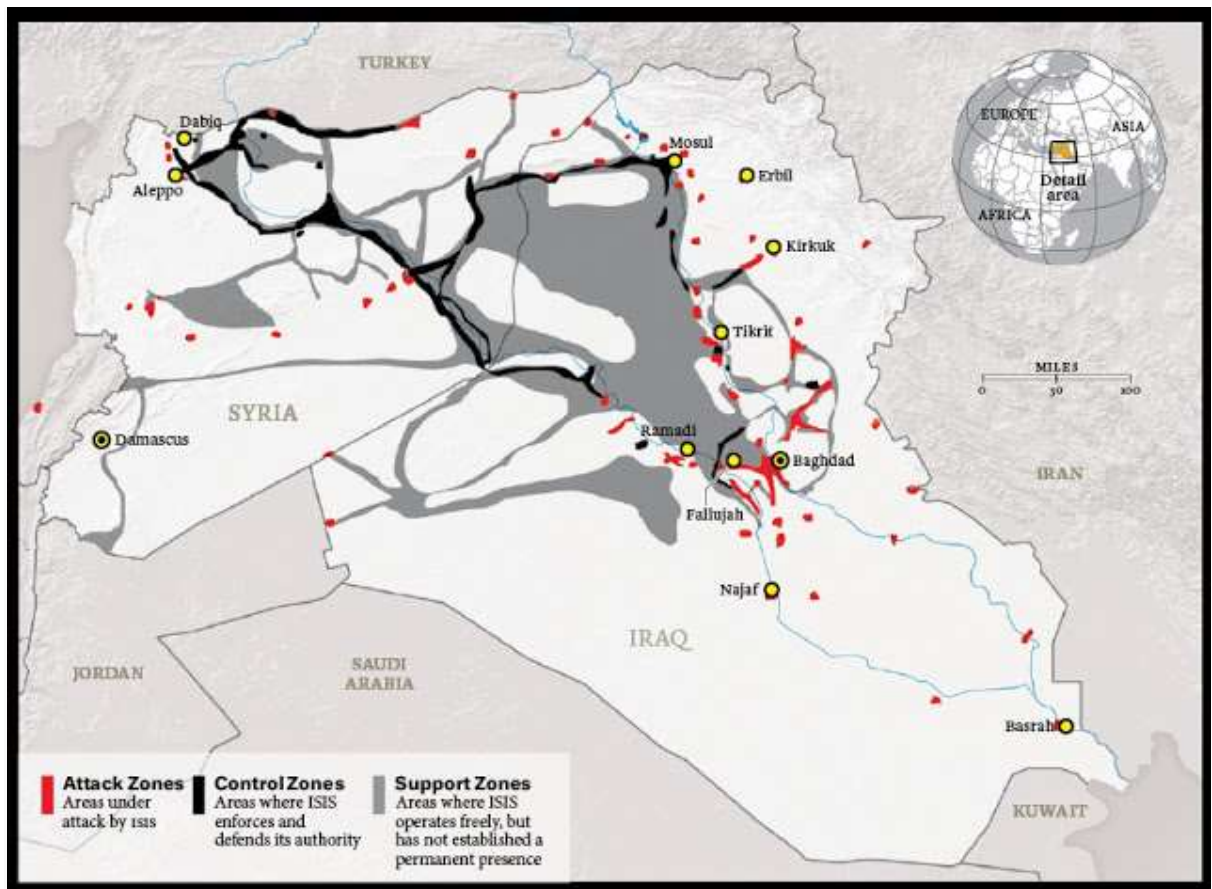 TURKEY
EUROPE
ASIA
Dabiq
Mosul
Aleppo
Erbil
Detail
area
AFRICA
Kirkuk
Tikrit
MILES
0 50 100
SYRIA
Ramadi
Damascus
Baghdad
IRAN
Fallujah
Najaf
IRAQ
JORDAN
SAUDI
ARABIA
Basrah
KUWAIT
Attack Zones
Areas under
attack by ISIS
Control Zones
Areas where ISIS
enforces and
defends its authority
Support Zones
Areas where ISIS
operates freely, but
has not established a
permanent presence